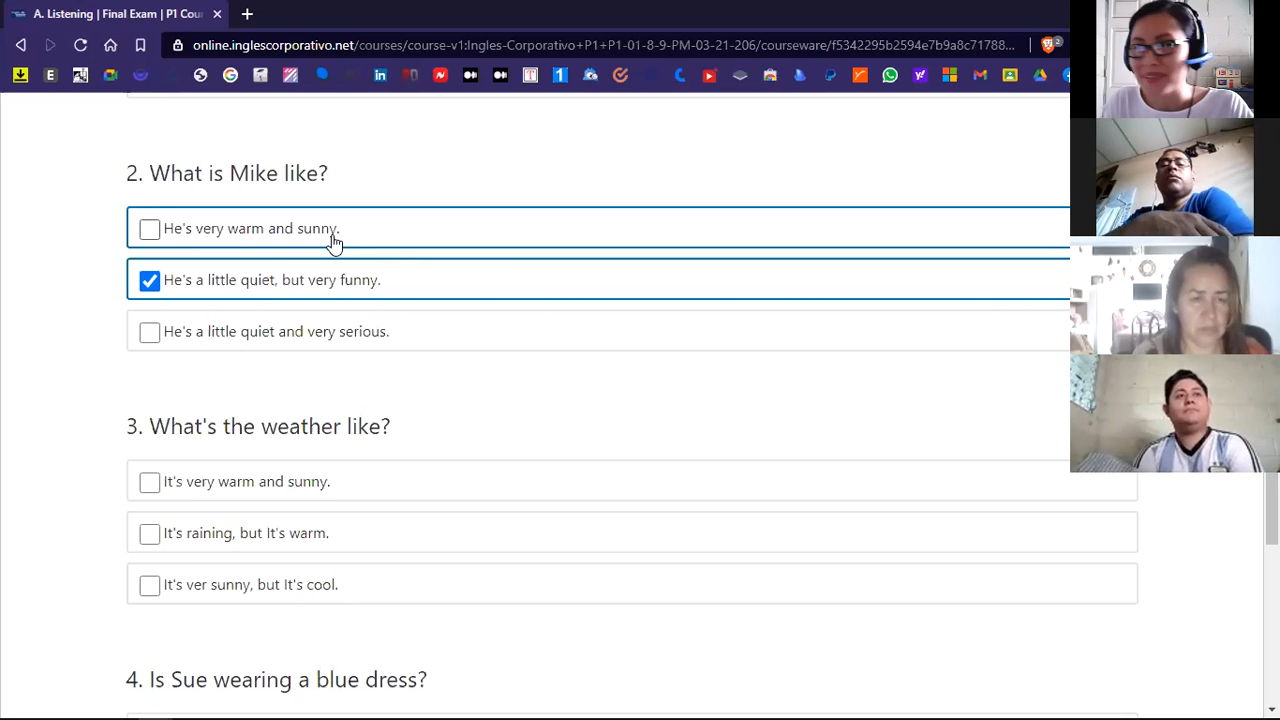 A. Listening | Final Exam | P1 Cou
online.inglescorporativo.net/courses/course-v1:Ingles-Corporativo+P1+P1-01-8-9-PM-03-21-206/courseware/f5342295b2594e7b9a8c71788...
2
2. What is Mike like?
He's very warm and sunny.
He's a little quiet, but very funny.
He's a little quiet and very serious.
3. What's the weather like?
It's very warm and sunny.
It's raining, but It's warm.
It's ver sunny, but It's cool.
4. Is Sue wearing a blue dress?